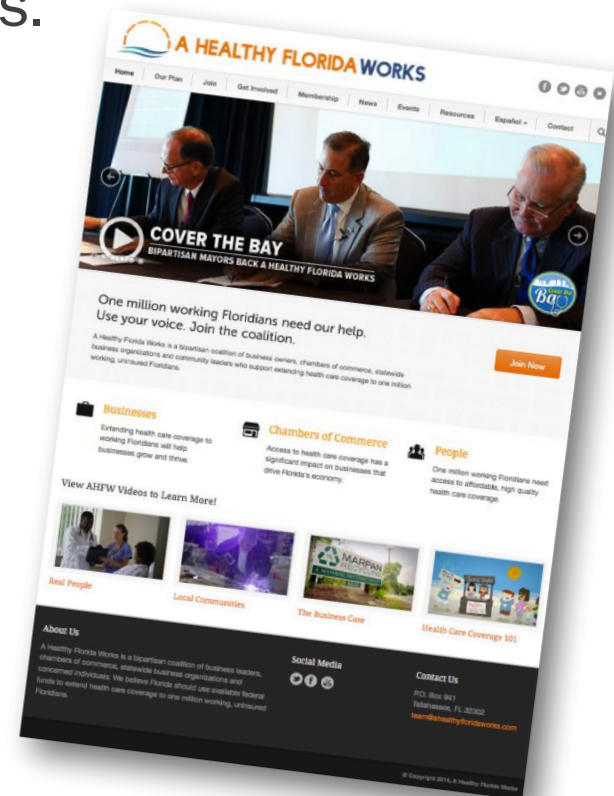 s.
A HEALTHY FLORIDA WORKS
Home Our Plan Join Get Involved Membership News Events Resources Español Contact
COVER THE BAY
BIPARTISAN MAYORS BACK A HEALTHY FLORIDA WORKS
Cover the
Bay
One million working Floridians need our help.
Use your voice. Join the coalition.
A Healthy Florida Works is a bipartisan coalition of business owners, chambers of commerce, statewide
business organizations and community leaders who support extending health care coverage to one million
working, uninsured Floridians.
Join Now
Businesses
Extending health care coverage to
working Floridians will help
businesses grow and thrive.
Chambers of Commerce
Access to health care coverage has a
significant impact on businesses that
drive Florida's economy.
People
One million working Floridians need
access to affordable, high quality
health care coverage.
View AHFW Videos to Learn More!
MARPAN
RECYCLING
Real People
Local Communities
The Business Case
Health Care Coverage 101
About Us
A Healthy Florida Works is a bipartisan coalition of business leaders,
chambers of commerce, statewide business organizations and
concerned individuals. We believe Florida should use available federal
funds to extend health care coverage to one million working, uninsured
Floridians.
Social Media
Contact Us
P.O. Box 941
Tallahassee, FL 32302
team@ahealthyfloridaworks.com
© Copyright 2014, A Healthy Florida Works